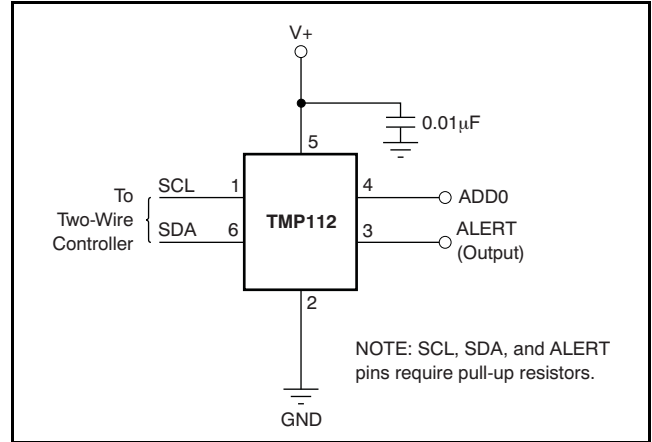 V+
0.01μF
5
To
Two-Wire
Controller
SCL
1
SDA
6
TMP112
4
ADD0
3
ALERT
(Output)
2
GND
NOTE: SCL, SDA, and ALERT
pins require pull-up resistors.